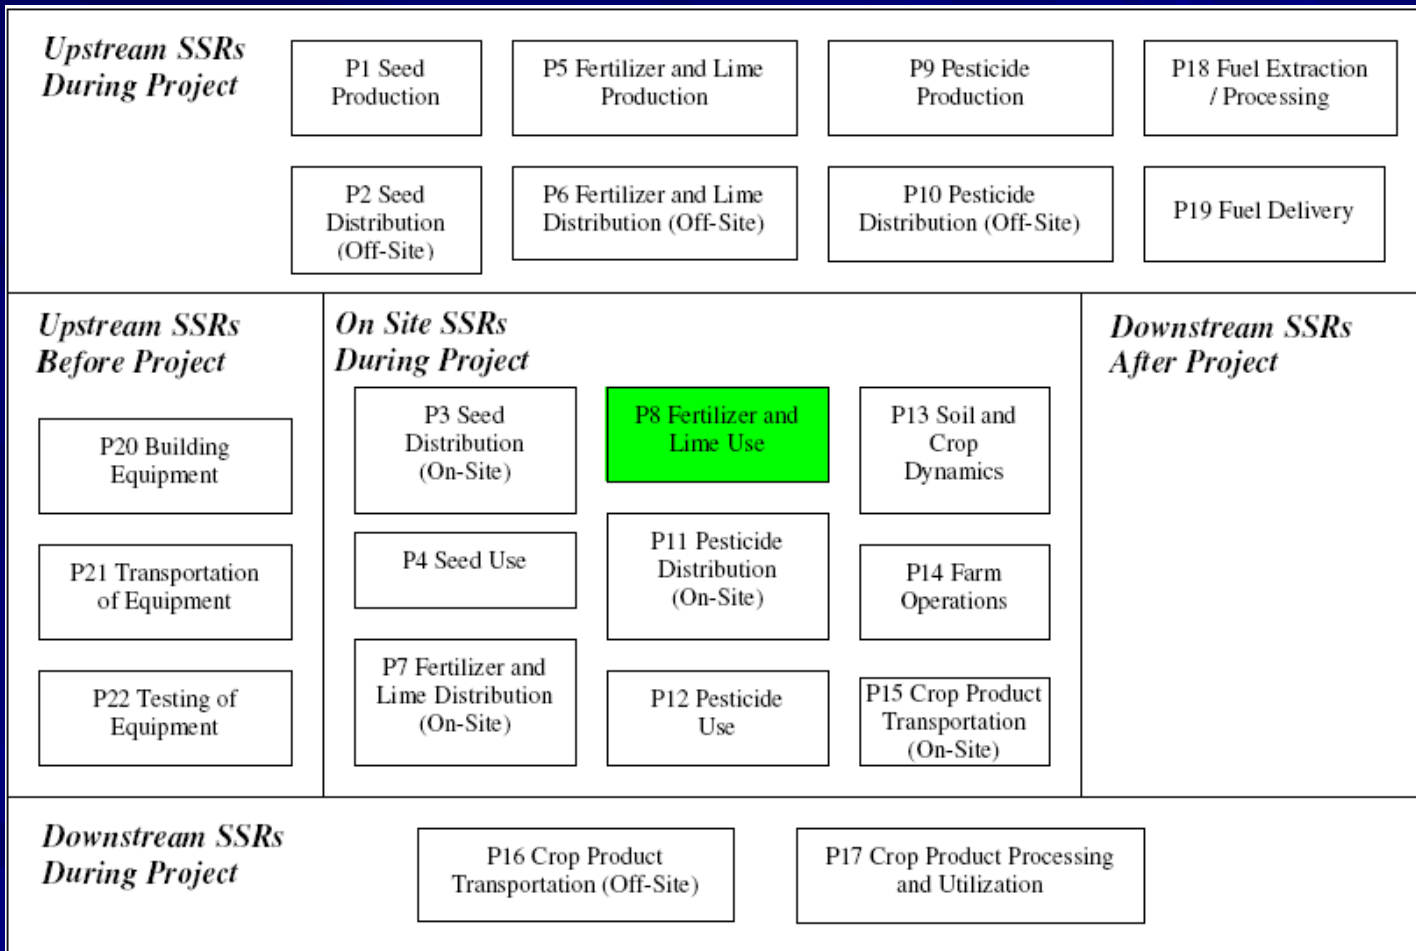 Upstream SSRs
During Project
P1 Seed
Production
P5 Fertilizer and Lime
Production
P9 Pesticide
Production
P18 Fuel Extraction
/ Processing
P2 Seed
Distribution
(Off-Site)
P6 Fertilizer and Lime
Distribution (Off-Site)
P10 Pesticide
Distribution (Off-Site)
P19 Fuel Delivery
Upstream SSRs
Before Project
P20 Building
Equipment
P21 Transportation
of Equipment
P22 Testing of
Equipment
On Site SSRs
During Project
P3 Seed
Distribution
(On-Site)
P4 Seed Use
P7 Fertilizer and
Lime Distribution
(On-Site)
P8 Fertilizer and
Lime Use
P11 Pesticide
Distribution
(On-Site)
P12 Pesticide
Use
P13 Soil and
Crop
Dynamics
P14 Farm
Operations
P15 Crop Product
Transportation
(On-Site)
Downstream SSRs
After Project
Downstream SSRs
During Project
P16 Crop Product
Transportation (Off-Site)
P17 Crop Product Processing
and Utilization